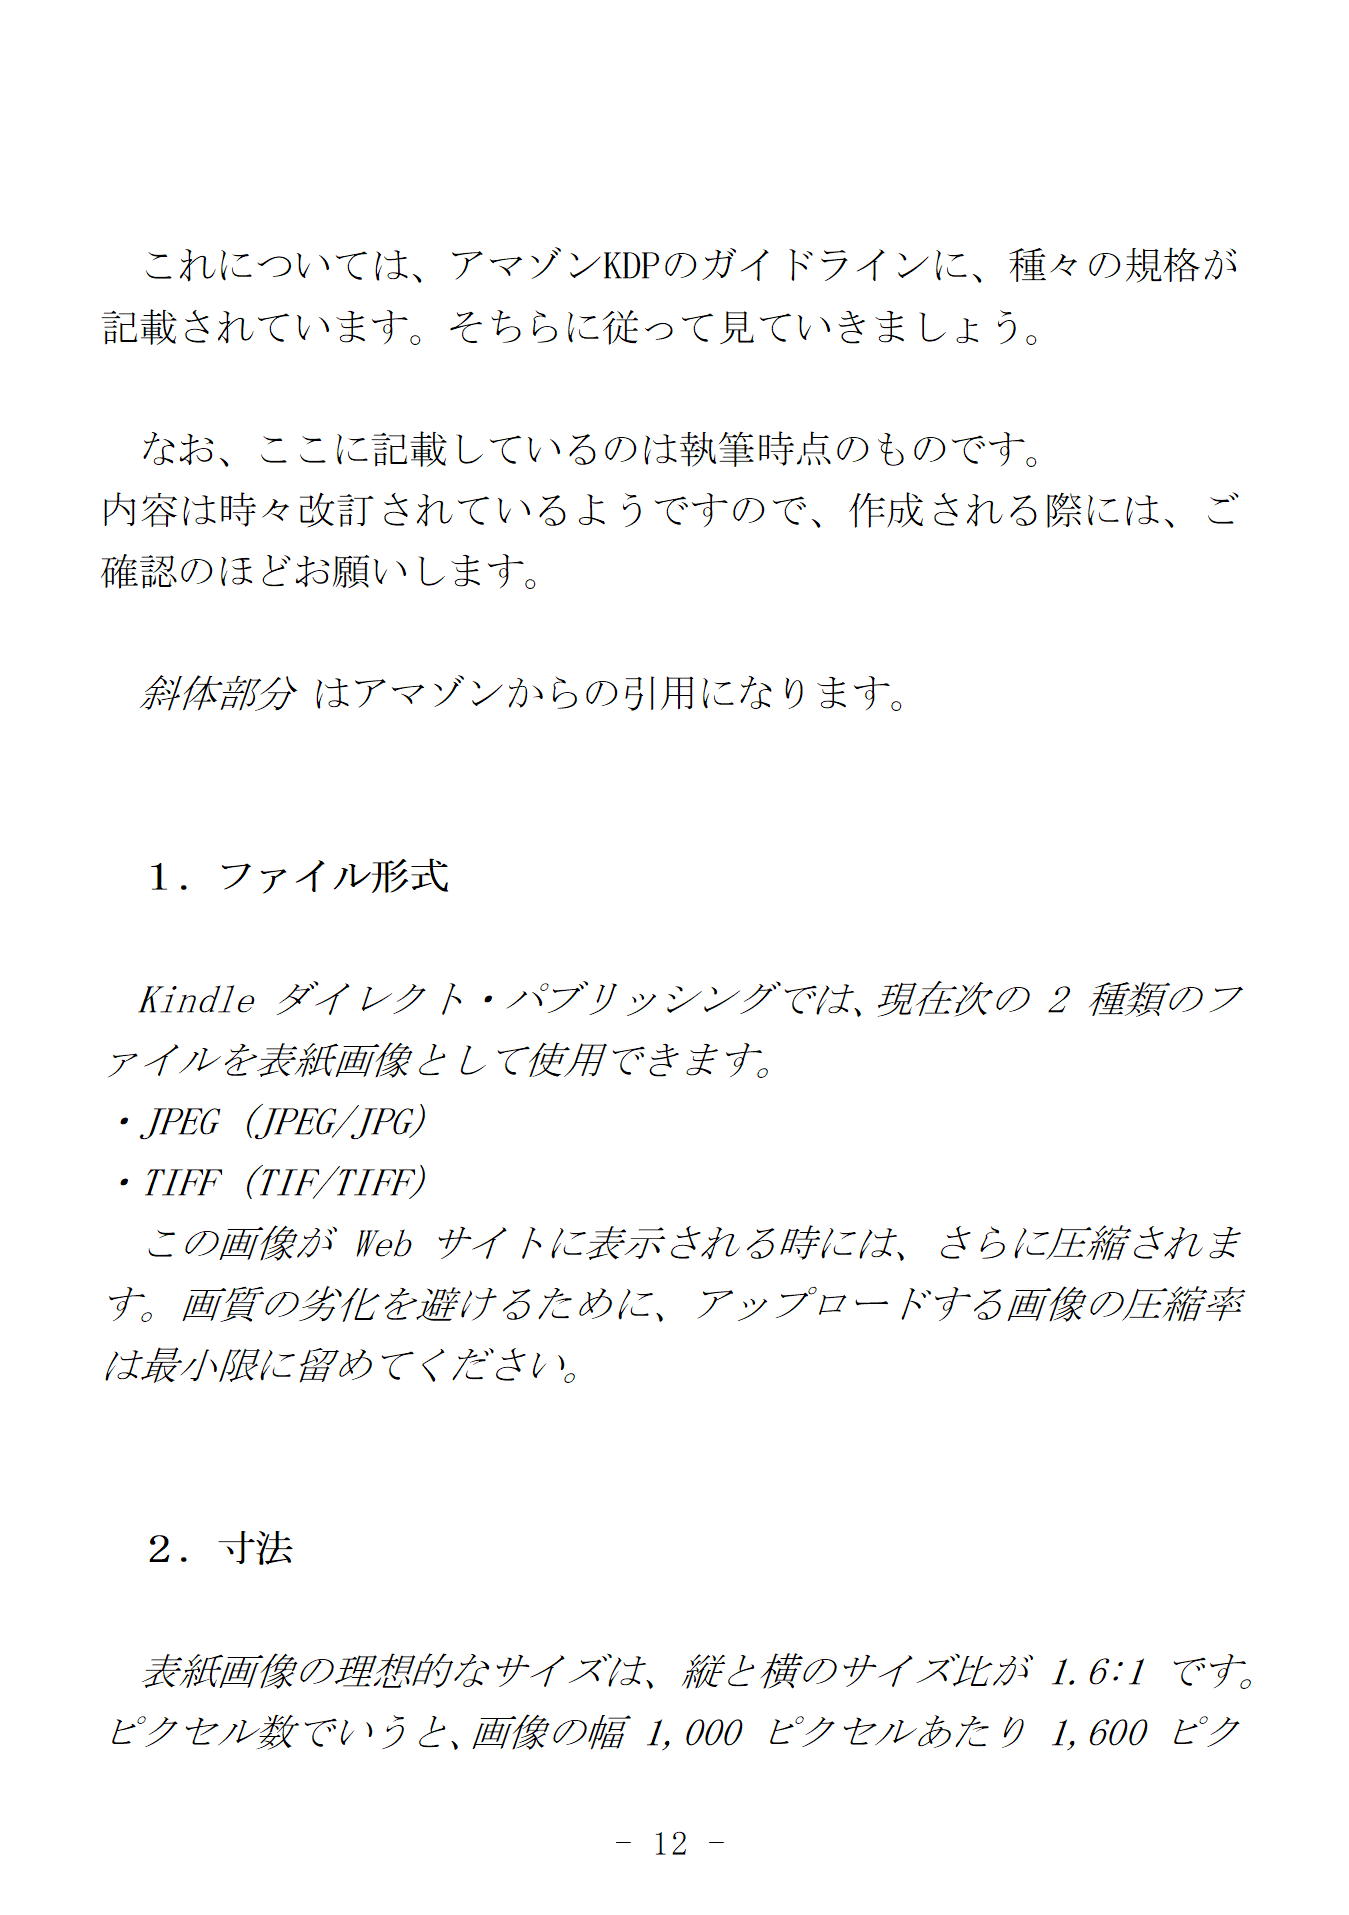 これについては、アマゾンKDPのガイドラインに、種々の規格が
記載されています。そちらに従って見ていきましょう。
なお、ここに記載しているのは執筆時点のものです。
内容は時々改訂されているようですので、作成される際には、ご
確認のほどお願いします。
斜体部分 はアマゾンからの引用になります。
１．ファイル形式
Kindle ダイレクト・パブリッシングでは、現在次の 2 種類のフ
ァイルを表紙画像として使用できます。
・JPEG (JPEG/JPG)
・TIFF (TIF/TIFF)
この画像が Web サイトに表示される時には、さらに圧縮されま
す。画質の劣化を避けるために、アップロードする画像の圧縮率
は最小限に留めてください。
２．寸法
表紙画像の理想的なサイズは、縦と横のサイズ比が 1.6:1 です。
ピクセル数でいうと、画像の幅 1,000 ピクセルあたり 1,600 ピク
- 12 -